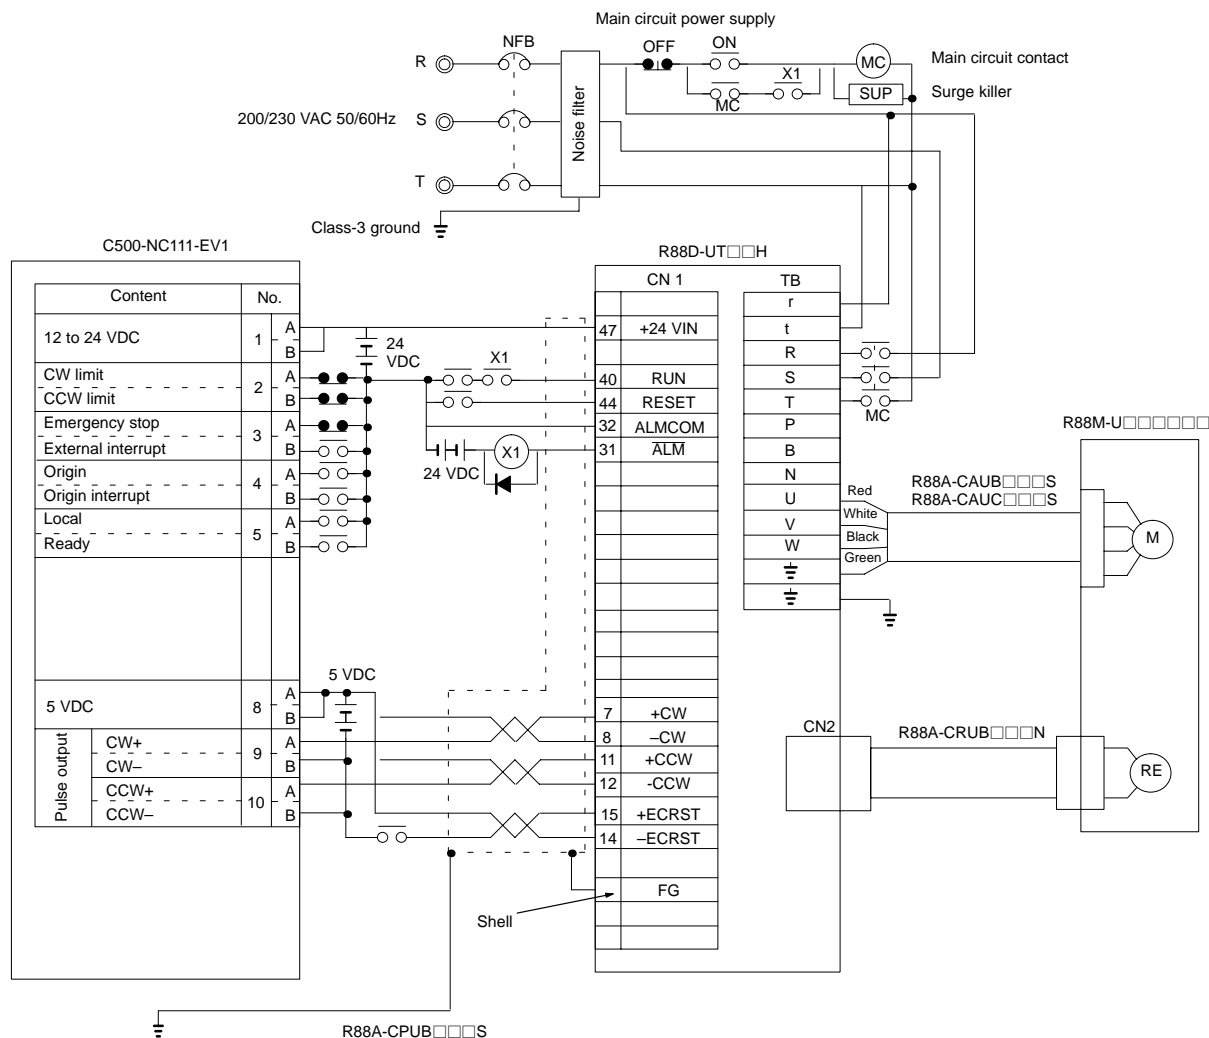 Main circuit power supply
NFB
OFF
ON
R
MC
Main circuit contact
X1
SUP
Surge killer
MC
Noise filter
200/230 VAC 50/60Hz
S
T
Class-3 ground
C500-NC111-EV1
R88D-UT□□H
Content
No.
CN 1
TB
r
12 to 24 VDC
1
A
B
24
VDC
47
+24 VIN
t
R
X1
CW limit
2
A
40
RUN
S
CCW limit
B
44
RESET
T
MC
Emergency stop
3
A
32
ALMCOM
P
R88M-U□□□□□□
External interrupt
B
X1
31
ALM
B
24 VDC
Origin
4
A
N
R88A-CAUB□□□S
Origin interrupt
B
U
Red
R88A-CAUC□□□S
Local
5
A
V
White
Ready
B
W
Black
Green
M
5 VDC
5 VDC
8
A
B
7
+CW
CN2
R88A-CRUB□□□N
Pulse output
CW+
9
A
8
–CW
CW–
B
11
+CCW
RE
CCW+
10
A
12
-CCW
CCW–
B
15
+ECRST
14
–ECRST
FG
Shell
R88A-CPUB□□□S